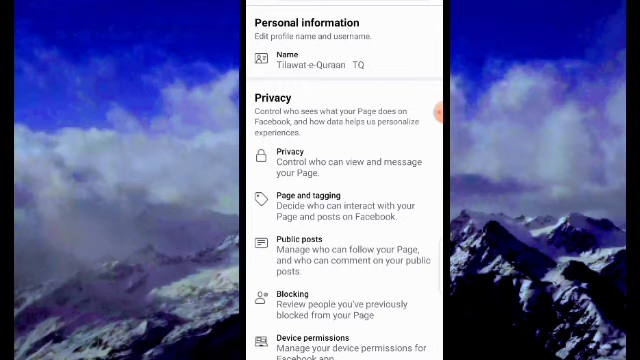 Personal information
Edit profile name and username.
Name
Tilawat-e-Quraan TQ
Privacy
Control who sees what your Page does on
Facebook, and how data helps us personalize
experiences.
Privacy
Control who can view and message
your Page.
Page and tagging
Decide who can interact with your
Page and posts on Facebook.
Public posts
Manage who can follow your Page,
and who can comment on your public
posts.
Blocking
Review people you've previously
blocked from your Page
Device permissions
Manage your device permissions for
Facebook app